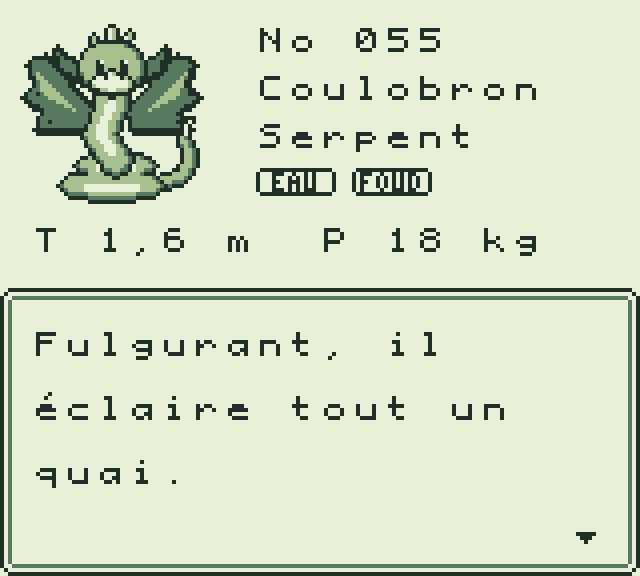 No 055
Coulobron
Serpent
EAU FOUD
T 1,6 m P 18 kg
Fulgurant, il
éclaire tout un
quai.